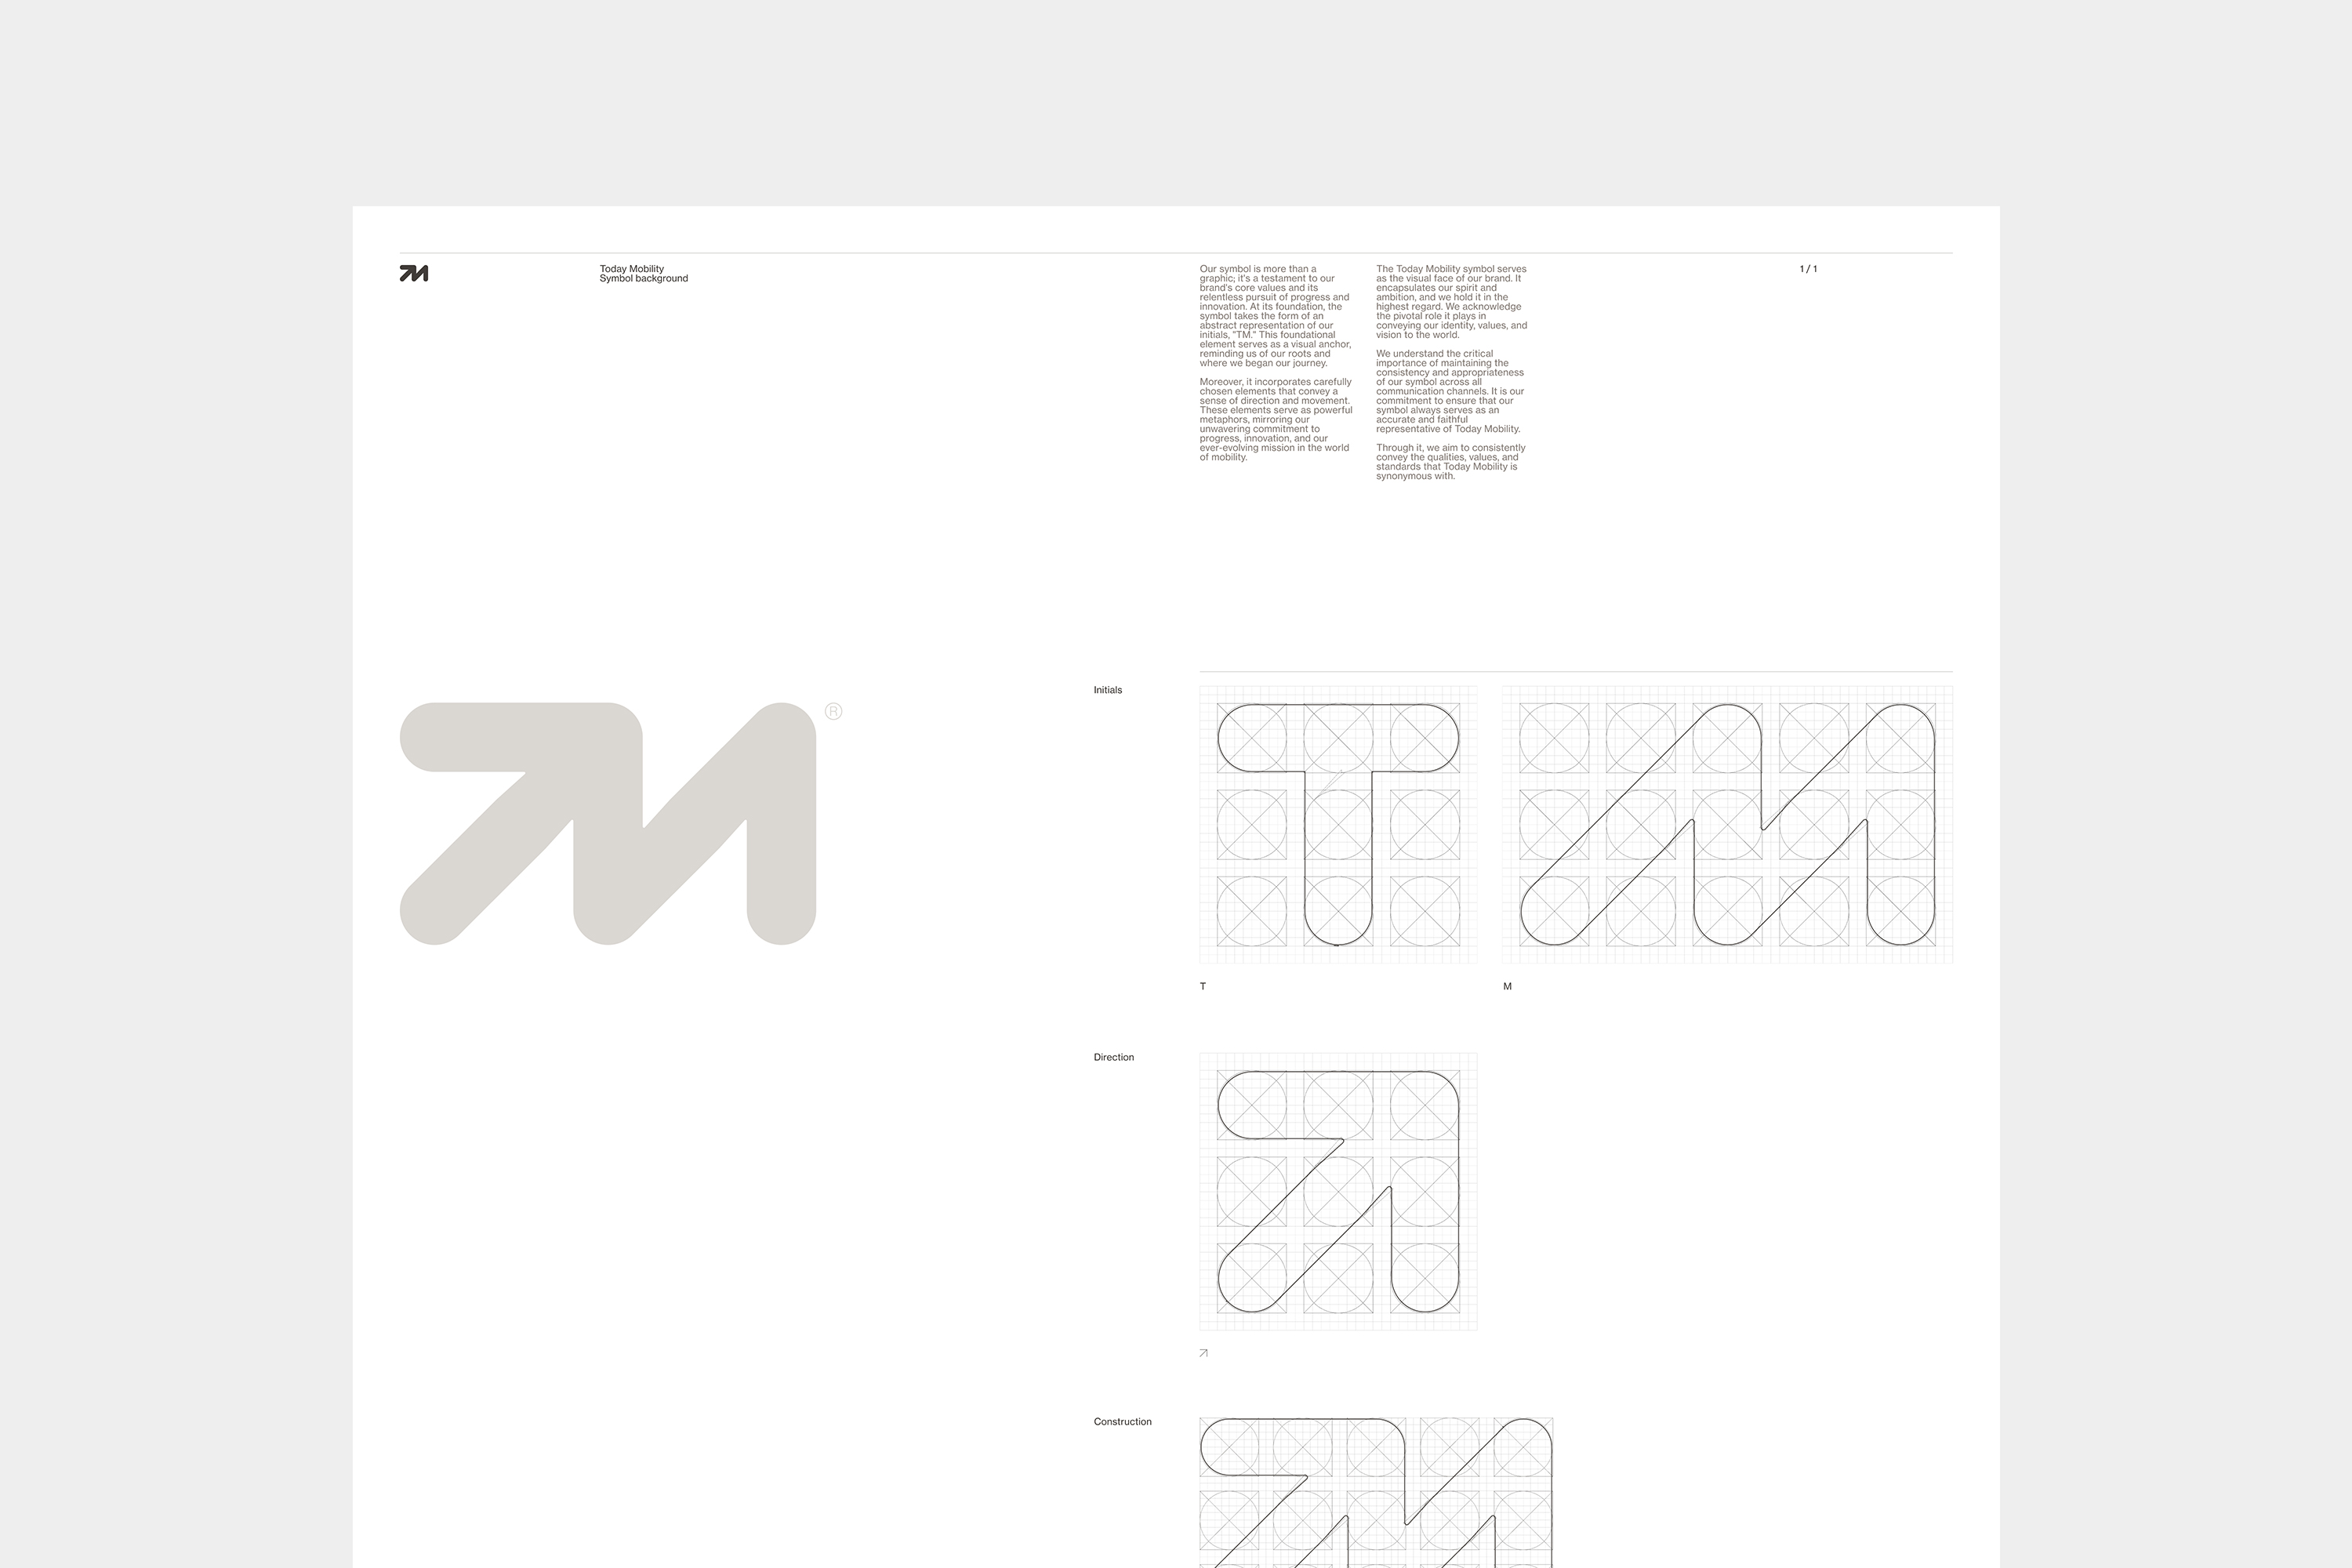 Today Mobility
Symbol background
Our symbol is more than a
graphic; it's a testament to our
brand's core values and its
relentless pursuit of progress and
innovation. At its foundation, the
symbol takes the form of an
abstract representation of our
initials, "TM." This foundational
element serves as a visual anchor,
reminding us of our roots and
where we began our journey.
Moreover, it incorporates carefully
chosen elements that convey a
sense of direction and movement.
These elements serve as powerful
metaphors, mirroring our
unwavering commitment to
progress, innovation, and our
ever-evolving mission in the world
of mobility.
The Today Mobility symbol serves
as the visual face of our brand. It
encapsulates our spirit and
ambition, and we hold it in the
highest regard. We acknowledge
the pivotal role it plays in
conveying our identity, values, and
vision to the world.
We understand the critical
importance of maintaining the
consistency and appropriateness
of our symbol across all
communication channels. It is our
commitment to ensure that our
symbol always serves as an
accurate and faithful
representative of Today Mobility.
Through it, we aim to consistently
convey the qualities, values, and
standards that Today Mobility is
synonymous with.
1 / 1
®
Initials
T
M
Direction
Construction